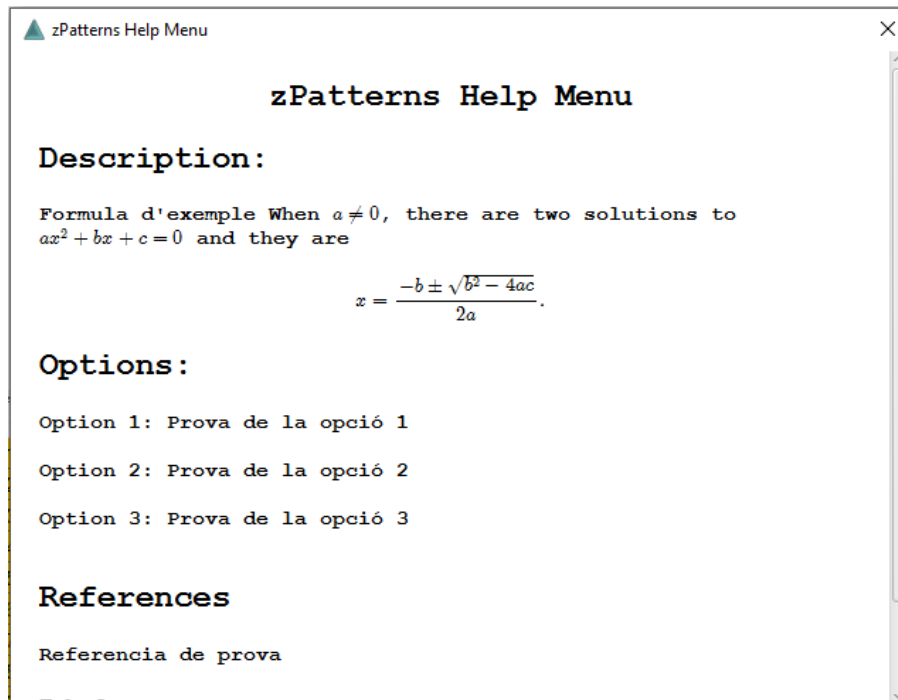 zPatterns Help Menu
zPatterns Help Menu
Description:
Formula d'exemple When a ≠ 0, there are two solutions to
ax² + bx + c = 0 and they are
x = \frac{-b ± \sqrt{b² − 4ac}}{2a}.
Options:
Option 1: Prova de la opció 1
Option 2: Prova de la opció 2
Option 3: Prova de la opció 3
References
Referencia de prova